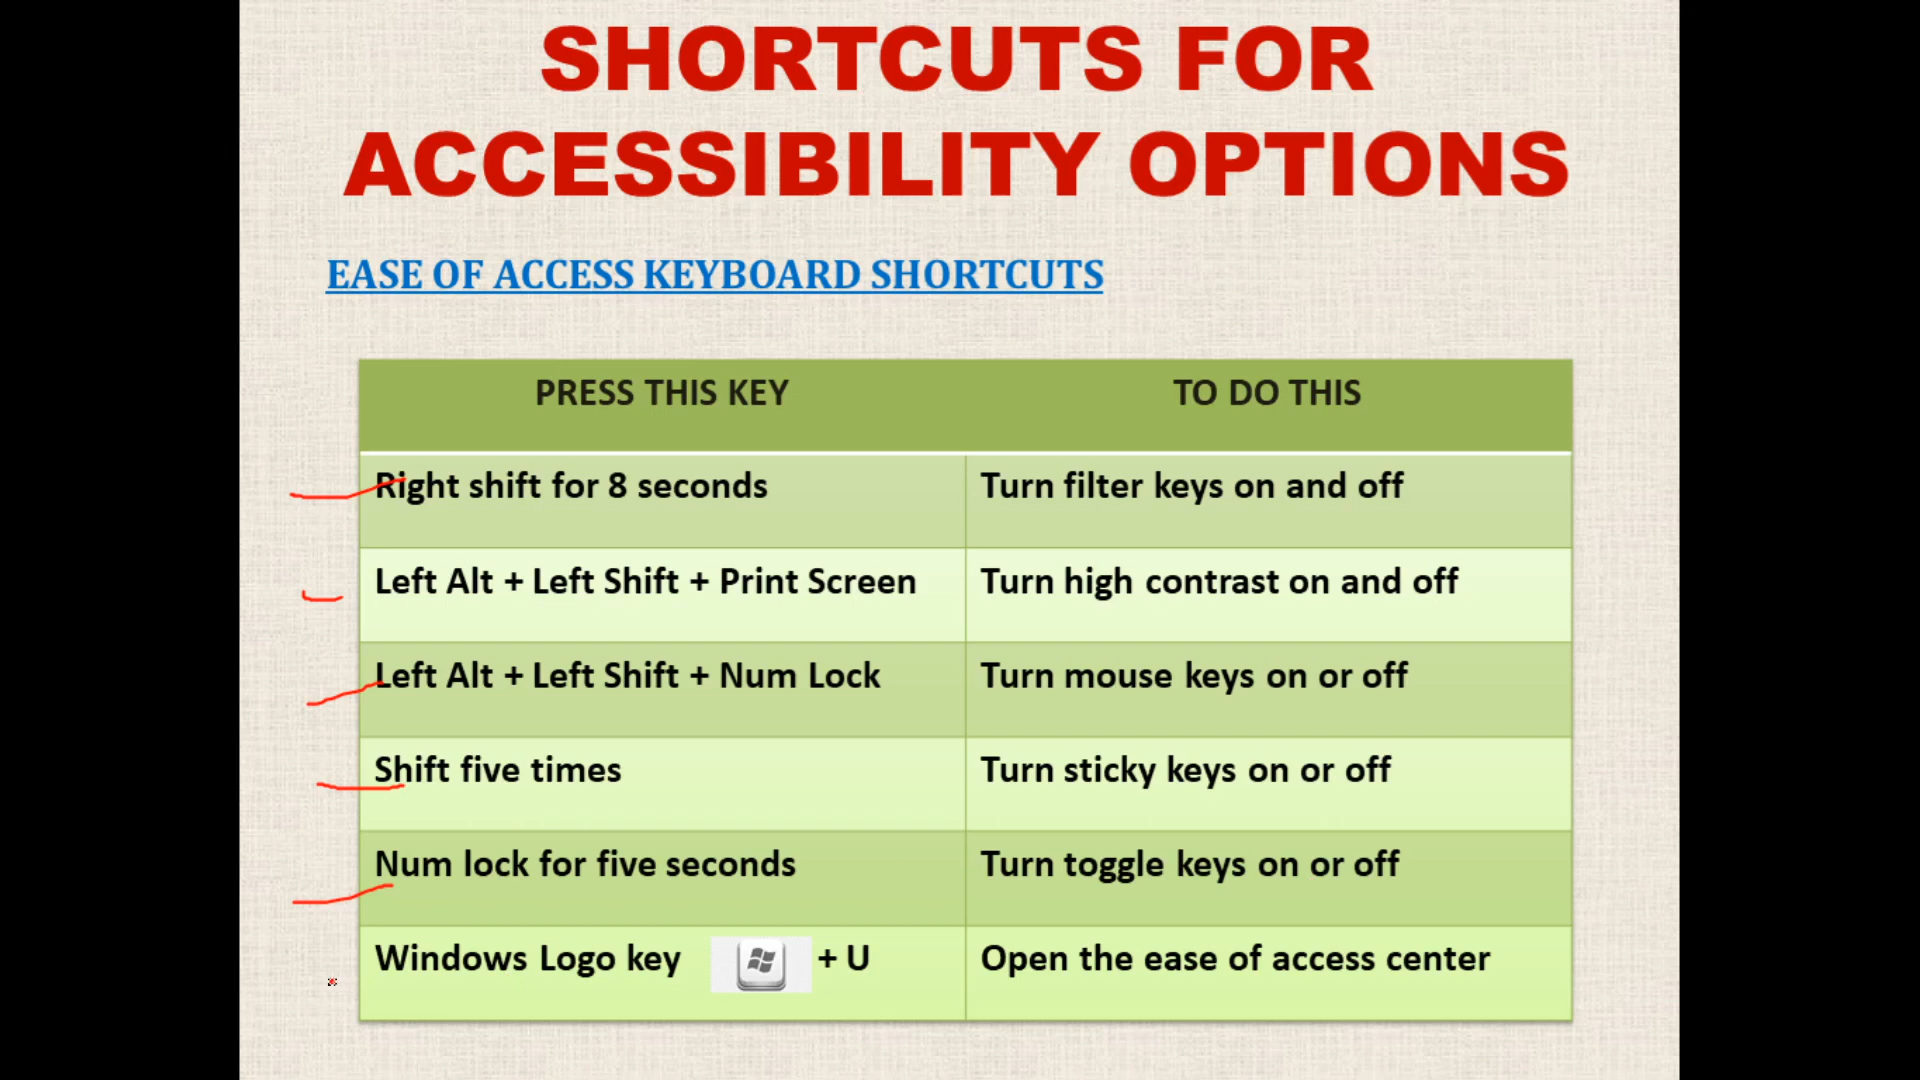 SHORTCUTS FOR
ACCESSIBILITY OPTIONS
EASE OF ACCESS KEYBOARD SHORTCUTS
PRESS THIS KEY TO DO THIS
Right shift for 8 seconds Turn filter keys on and off
Left Alt + Left Shift + Print Screen Turn high contrast on and off
Left Alt + Left Shift + Num Lock Turn mouse keys on or off
Shift five times Turn sticky keys on or off
Num lock for five seconds Turn toggle keys on or off
Windows Logo key + U Open the ease of access center